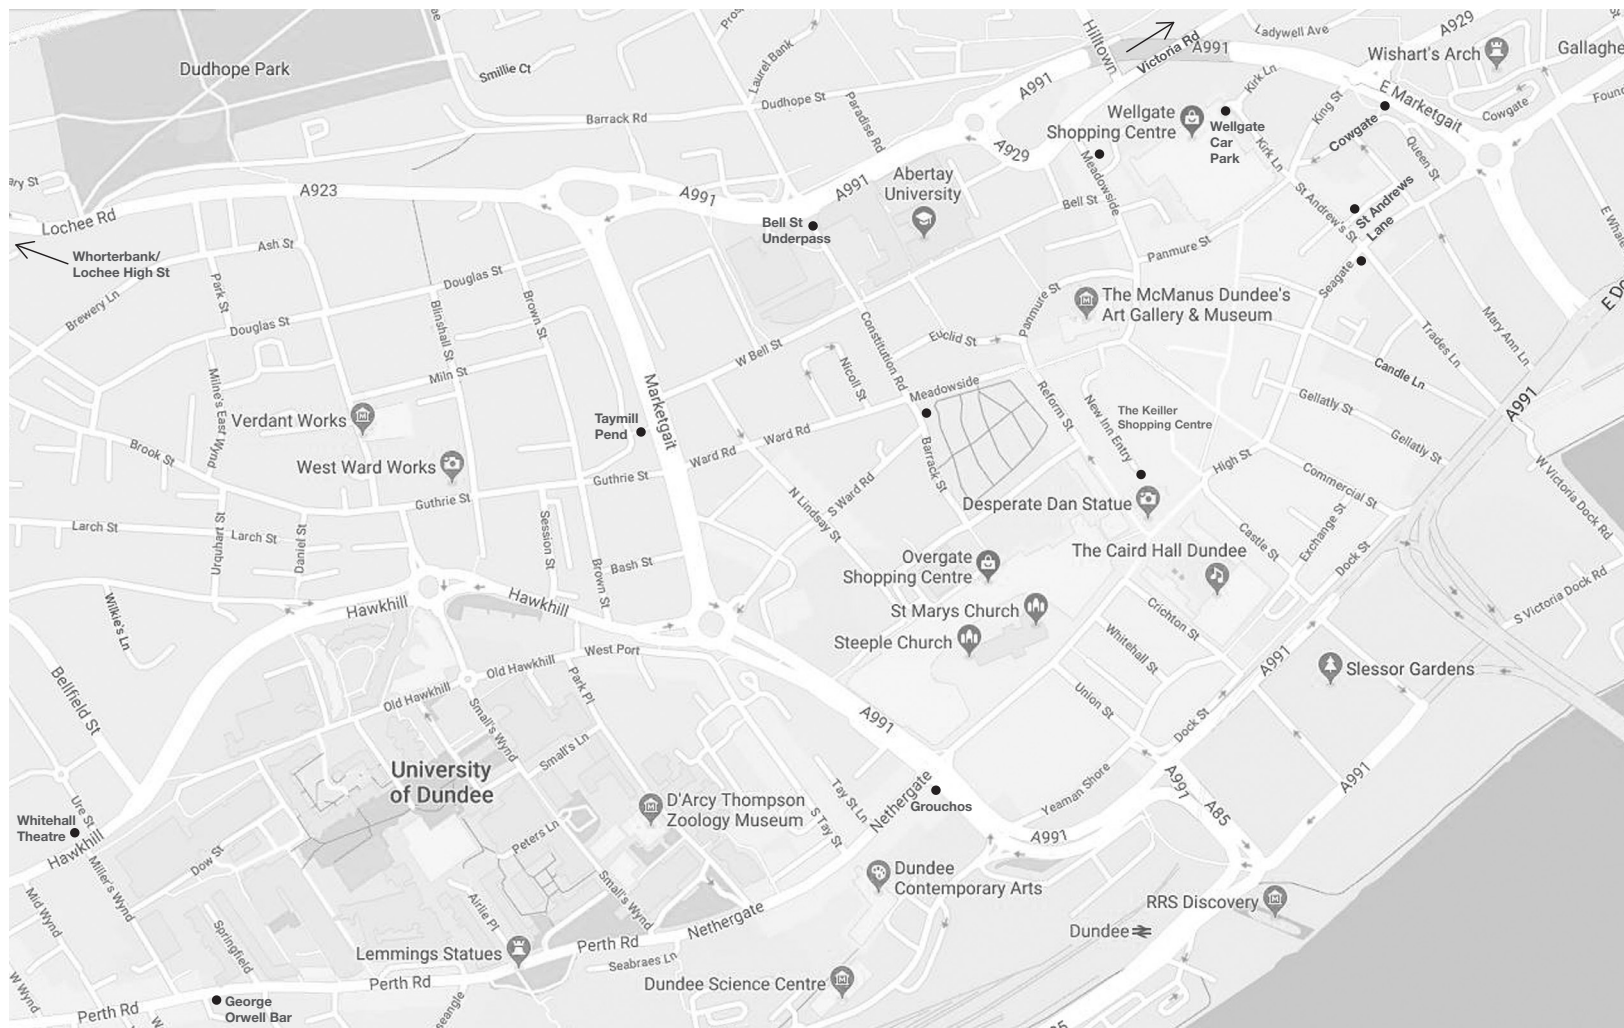 Dudhope Park
Smillie Ct
Laurel Bank
Hilltown
Victoria Rd
A991
Ladywell Ave
A929
Wishart's Arch
Gallaghe
Dudhope St
Barrack Rd
Paradise Rd
A991
Wellgate
Shopping Centre
Kirk Ln
Wellgate
Car
Park
King St
E Marketgait
Cowgate
Cowgate
Foun
Queen St
A929
Meadowside
Kirk Ln
ary St
A923
A991
A991
Abertay
University
Bell St
St Andrew's St
St Andrews
Lane
Lochee Rd
Bell St
Underpass
E Whale
Ash St
Whorterbank/
Lochee High St
Panmure St
Seagate
Douglas St
Park St
Brewery Ln
Blinshall St
Brown St
The McManus Dundee's
Art Gallery & Museum
Panmure St
Mary Ann Ln
E Do
Douglas St
Constitution Rd
Euclid St
Trades Ln
W Bell St
Nicoll St
Candle Ln
Miln St
Milne's East Wynd
Marketgait
Meadowside
Reform St
New Inn Entry
Gellatly St
A991
Verdant Works
Taymill
Pend
The Keiller
Shopping Centre
Ward Rd
Ward Rd
Gellatly St
Brook St
West Ward Works
Barrack St
High St
W Victoria Dock Rd
Guthrie St
Guthrie St
S Ward Rd
Commercial St
Desperate Dan Statue
N Lindsay St
Larch St
Larch St
Urquhart St
Daniel St
Session St
Castle St
Exchange St
Overgate
Shopping Centre
The Caird Hall Dundee
Dock St
Bash St
Brown St
Wilkie's Ln
Hawkhill
Hawkhill
St Marys Church
Crichton St
S Victoria Dock Rd
Steeple Church
Whitehall St
West Port
Old Hawkhill
Old Hawkhill
Park Pl
Bellfield St
A991
Slessor Gardens
Union St
Small's Wynd
A991
Dock St
Small's Ln
University
of Dundee
Nethergate
Tay St Ln
Yeaman Shore
A991
A85
A991
Ure St
Whitehall
Theatre
Hawkhill
D'Arcy Thompson
Zoology Museum
S Tay St
Grouchos
Peters Ln
A991
Dow St
Miller's Wynd
Mid Wynd
Dundee
Contemporary Arts
Small's Wynd
Airlie Pl
RRS Discovery
Nethergate
Springfield
Dundee
Perth Rd
Lemmings Statues
Seabraes Ln
W Wynd
Perth Rd
Dundee Science Centre
George
Orwell Bar
Perth Rd
seangle